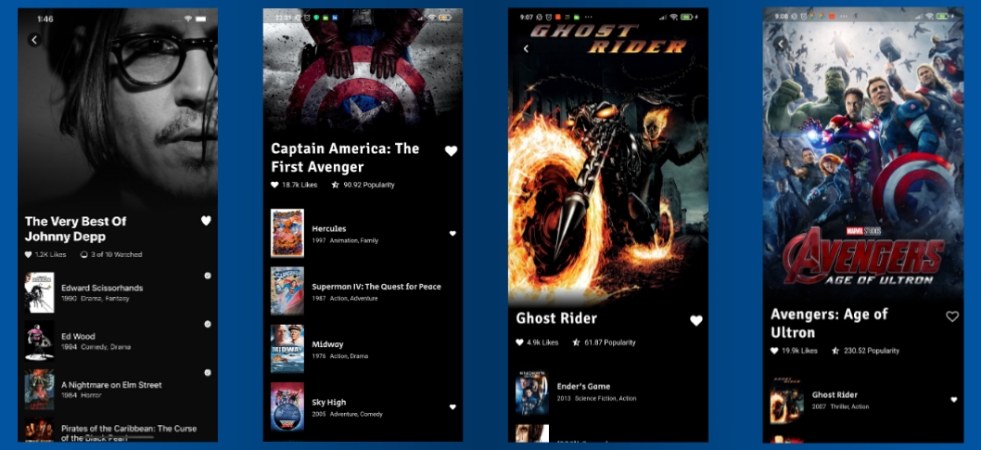 1:46
The Very Best Of
Johnny Depp
1.2K Likes 3 of 19 Watched
Edward Scissorhands
1990 Drama, Fantasy
Ed Wood
1994 Comedy, Drama
A Nightmare on Elm Street
1984 Horror
Pirates of the Caribbean: The Curse
of the Black Pearl
Captain America: The
First Avenger
18.7k Likes 90.92 Popularity
Hercules
1997 Animation, Family
Superman IV: The Quest for Peace
1987 Action, Adventure
MIDWAY
Midway
1976 Action, Drama
Sky High
2005 Adventure, Comedy
9:07
GHOST
RIDER
Ghost Rider
4.9k Likes 61.87 Popularity
Ender's Game
2013 Science Fiction, Action
9:08
MARVEL STUDIOS
AVENGERS
AGE OF ULTRON
Avengers: Age of
Ultron
19.9k Likes 230.52 Popularity
Ghost Rider
2007 Thriller, Action